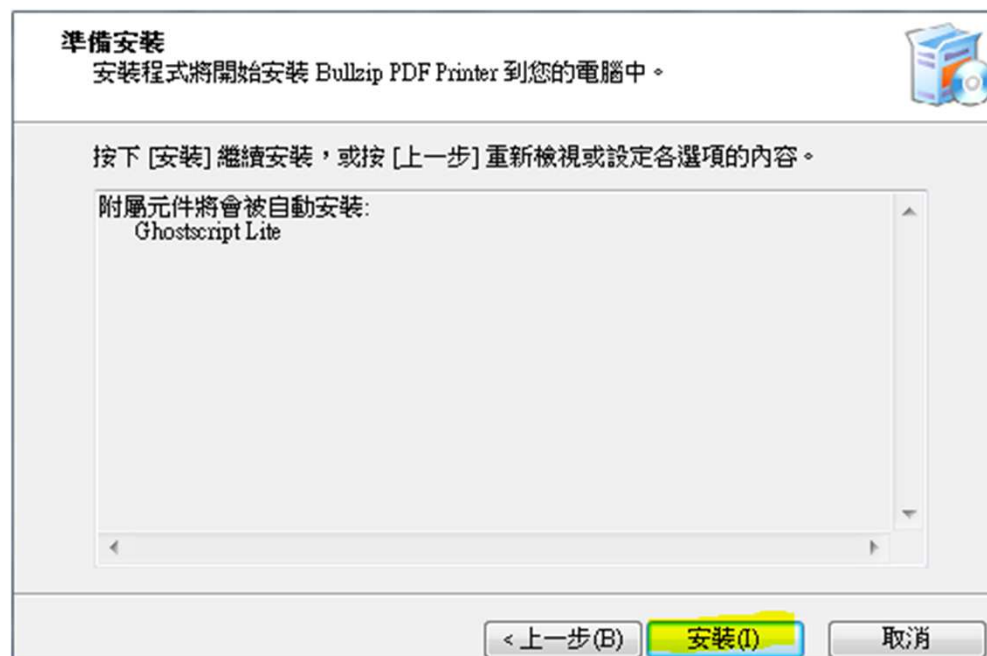 準備安裝
安裝程式將開始安裝 Bullzip PDF Printer 到您的電腦中。
按下 [安裝] 繼續安裝，或按 [上一步] 重新檢視或設定各選項的內容。
附屬元件將會被自動安裝:
Ghostscript Lite
< 上一步(B) 安裝(I) 取消